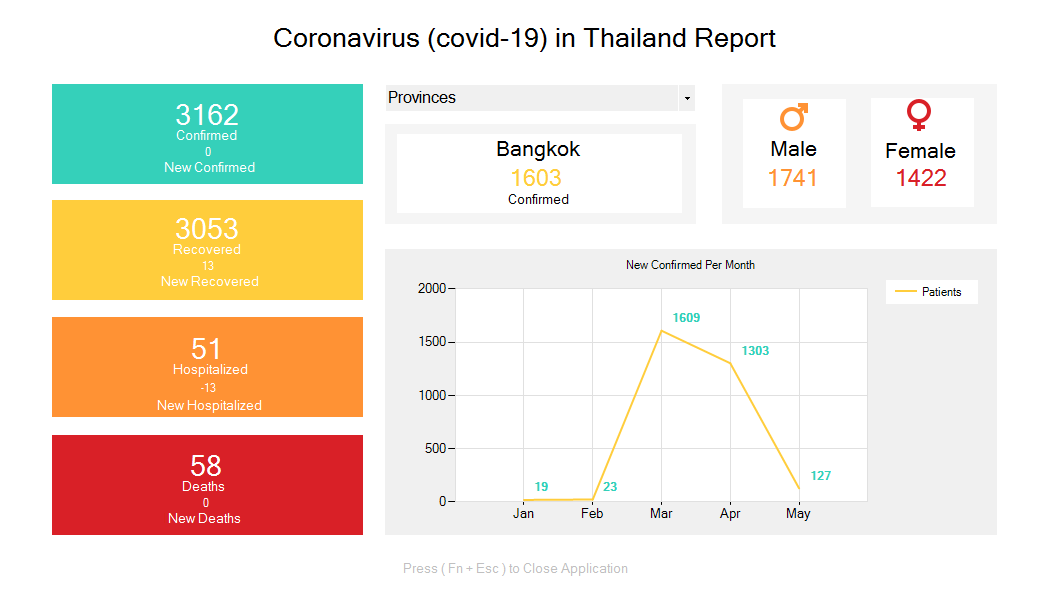 Coronavirus (covid-19) in Thailand Report
3162
Confirmed
0
New Confirmed
3053
Recovered
13
New Recovered
51
Hospitalized
-13
New Hospitalized
58
Deaths
0
New Deaths
Provinces
Bangkok
1603
Confirmed
Male
1741
Female
1422
New Confirmed Per Month
Patients
2000
1500
1000
500
0
1609
1303
19
23
127
Jan Feb Mar Apr May
Press ( Fn + Esc ) to Close Application